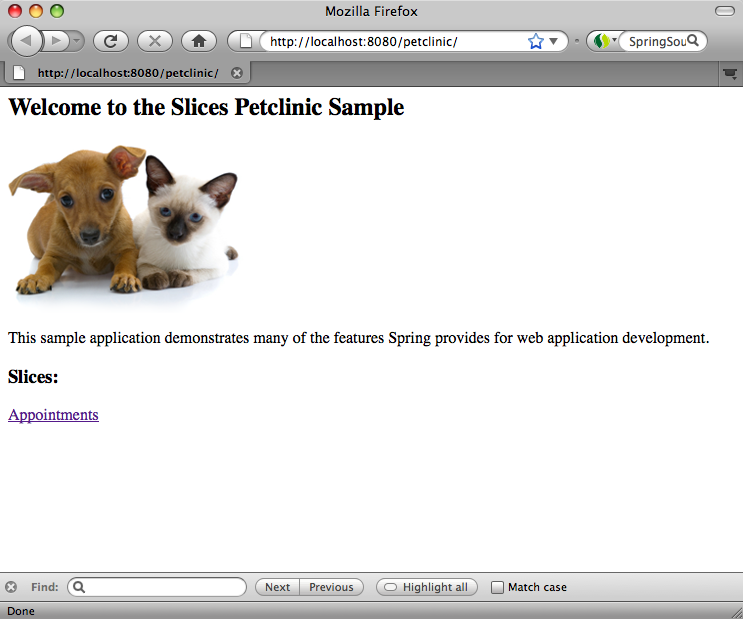 Mozilla Firefox
http://localhost:8080/petclinic/
SpringSou
http://localhost:8080/petclinic/
Welcome to the Slices Petclinic Sample
This sample application demonstrates many of the features Spring provides for web application development.
Slices:
Appointments
Find: Next Previous Highlight all Match case
Done